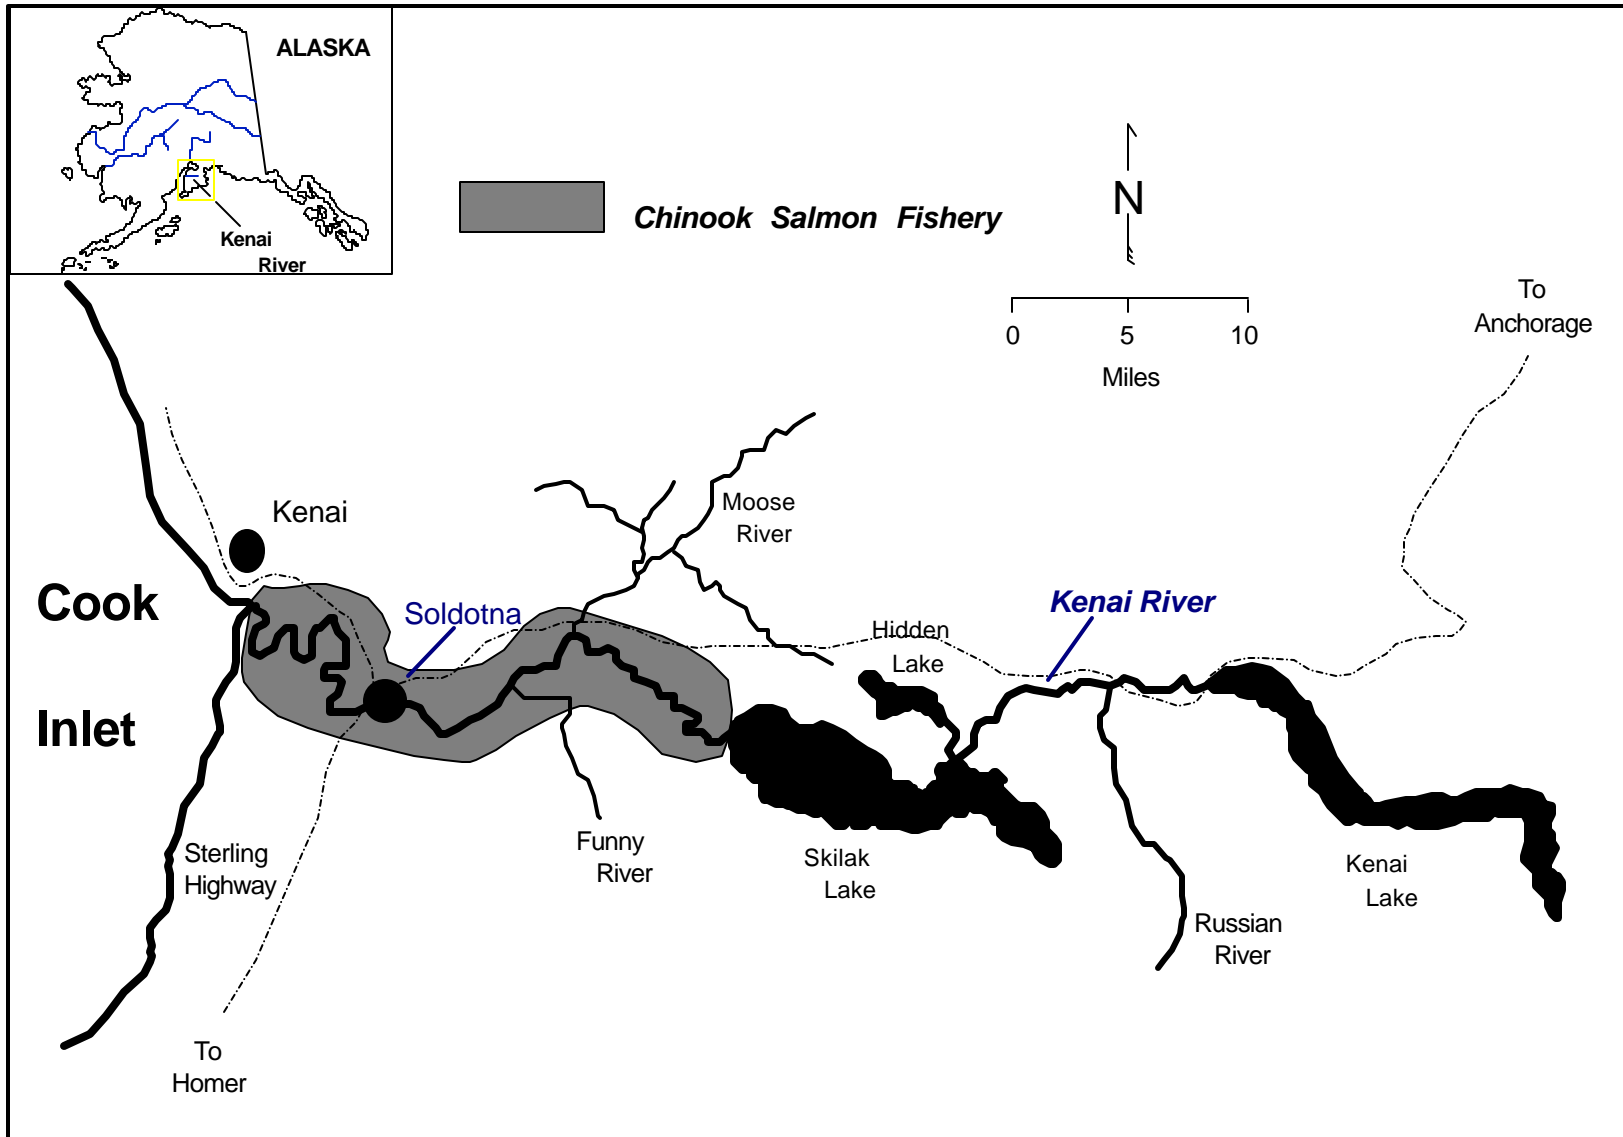 ALASKA
Kenai
River
Chinook Salmon Fishery
N
0 5 10
Miles
To
Anchorage
Kenai
Moose
River
Cook
Inlet
Soldotna
Hidden
Lake
Kenai River
Sterling
Highway
Funny
River
Skilak
Lake
Kenai
Lake
Russian
River
To
Homer